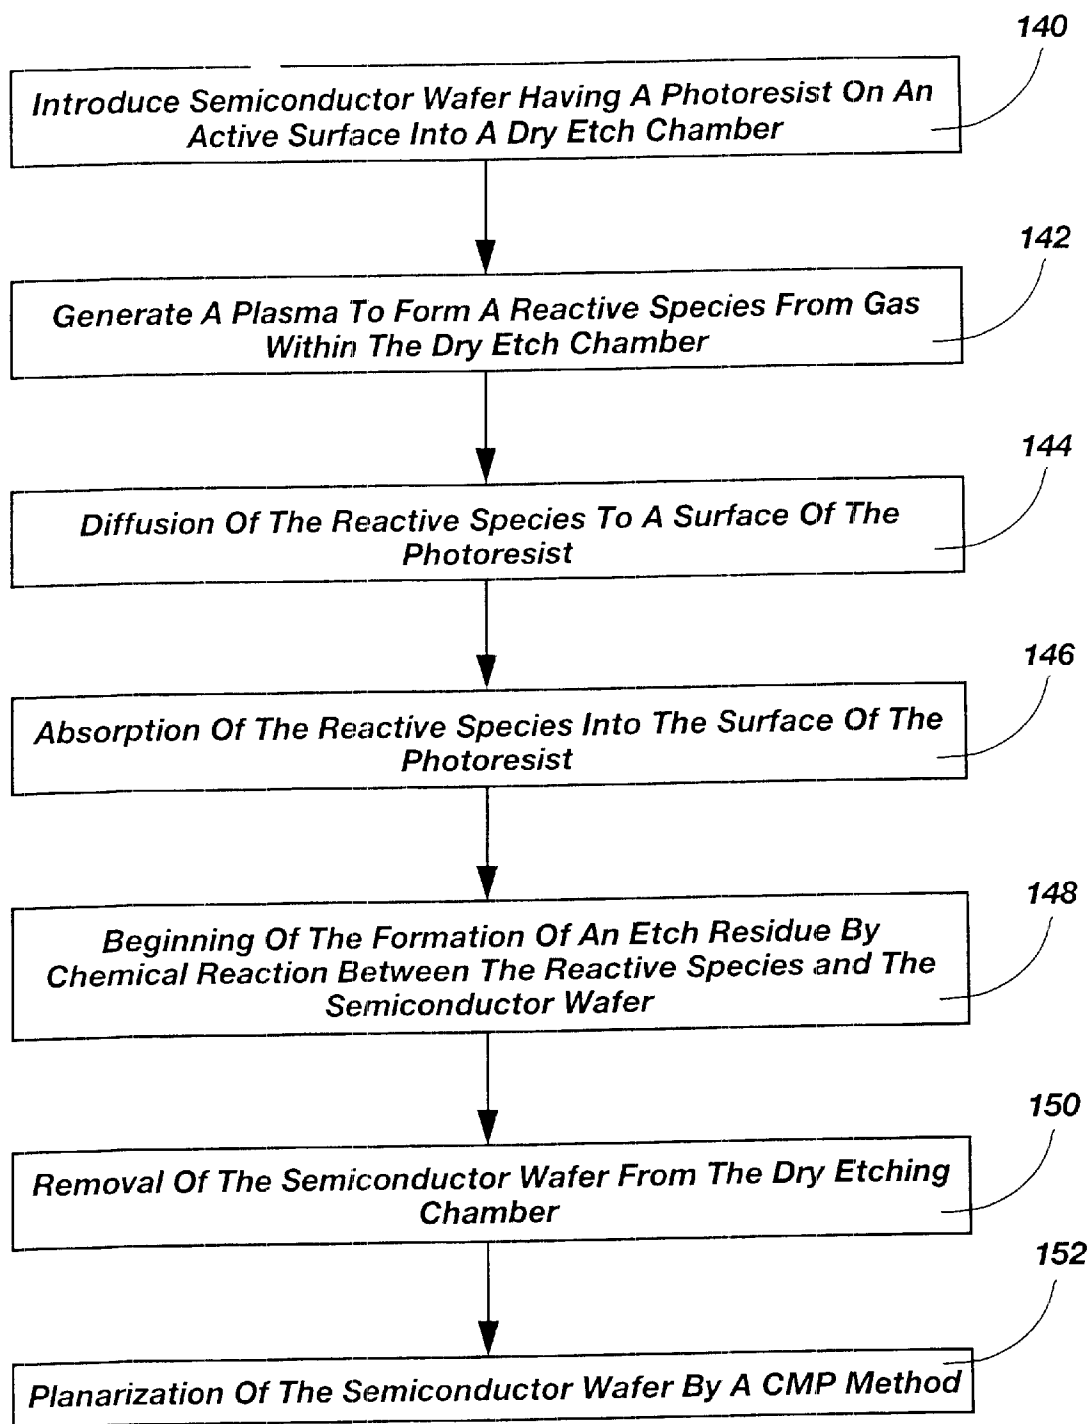 140
Introduce Semiconductor Wafer Having A Photoresist On An
Active Surface Into A Dry Etch Chamber
142
Generate A Plasma To Form A Reactive Species From Gas
Within The Dry Etch Chamber
144
Diffusion Of The Reactive Species To A Surface Of The
Photoresist
146
Absorption Of The Reactive Species Into The Surface Of The
Photoresist
148
Beginning Of The Formation Of An Etch Residue By
Chemical Reaction Between The Reactive Species and The
Semiconductor Wafer
150
Removal Of The Semiconductor Wafer From The Dry Etching
Chamber
152
Planarization Of The Semiconductor Wafer By A CMP Method